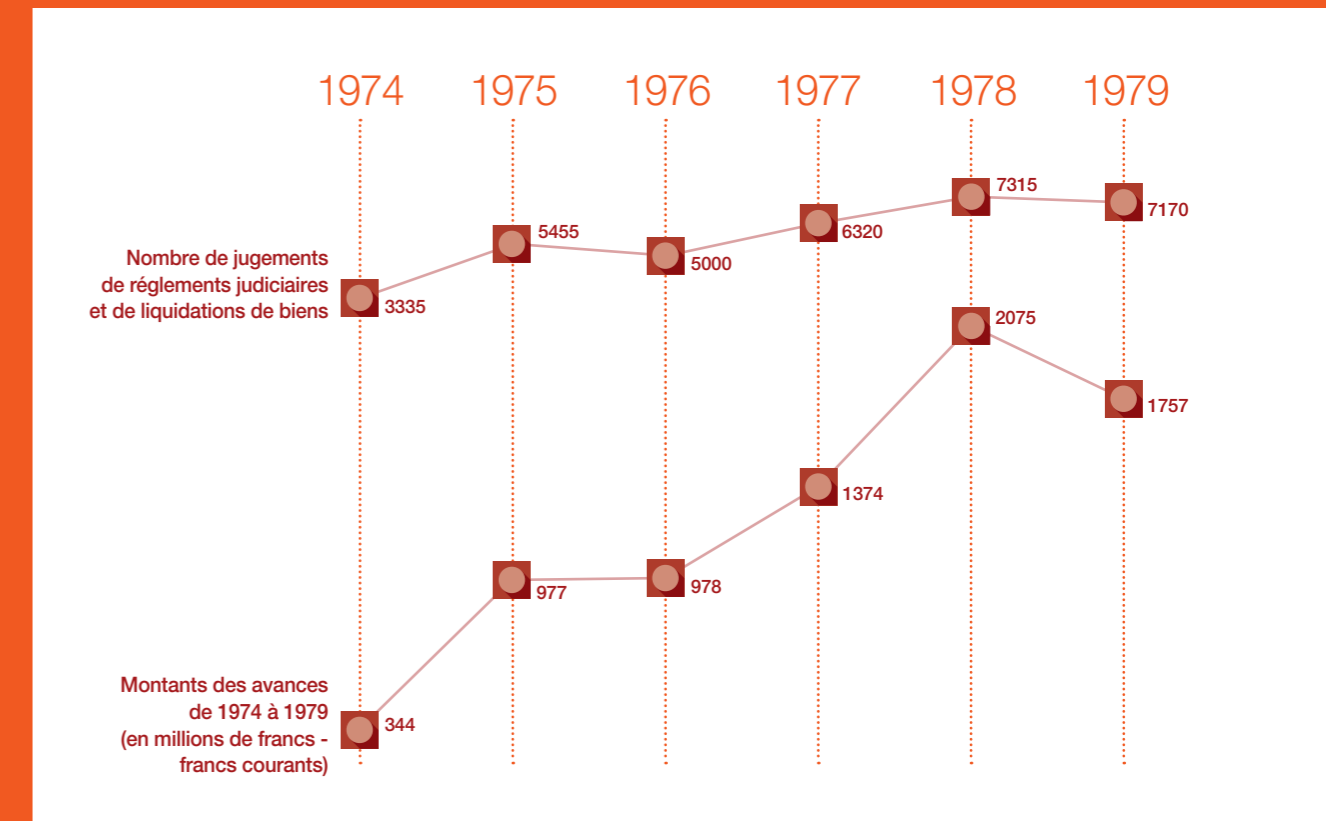 1974 1975 1976 1977 1978 1979
Nombre de jugements
de réglements judiciaires
et de liquidations de biens
3335
5455
5000
6320
7315
7170
Montants des avances
de 1974 à 1979
(en millions de francs -
francs courants)
344
977
978
1374
2075
1757